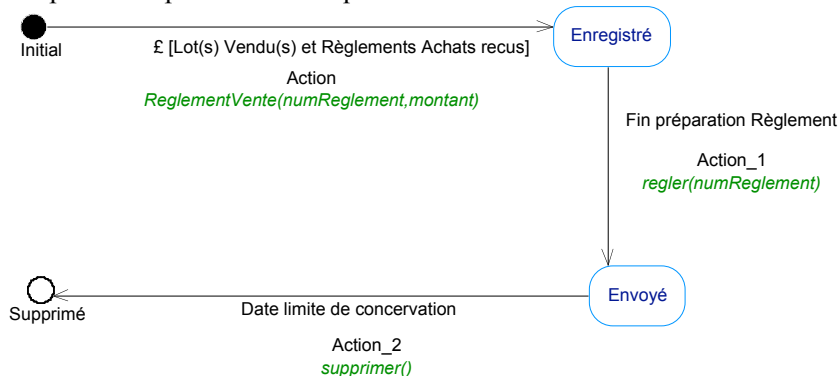 Initial
£ [Lot(s) Vendu(s) et Règlements Achats recus]
Action
ReglementVente(numReglement,montant)
Enregistré
Fin préparation Règlement
Action_1
regler(numReglement)
Envoyé
Date limite de concervation
Action_2
supprimer()
Supprimé